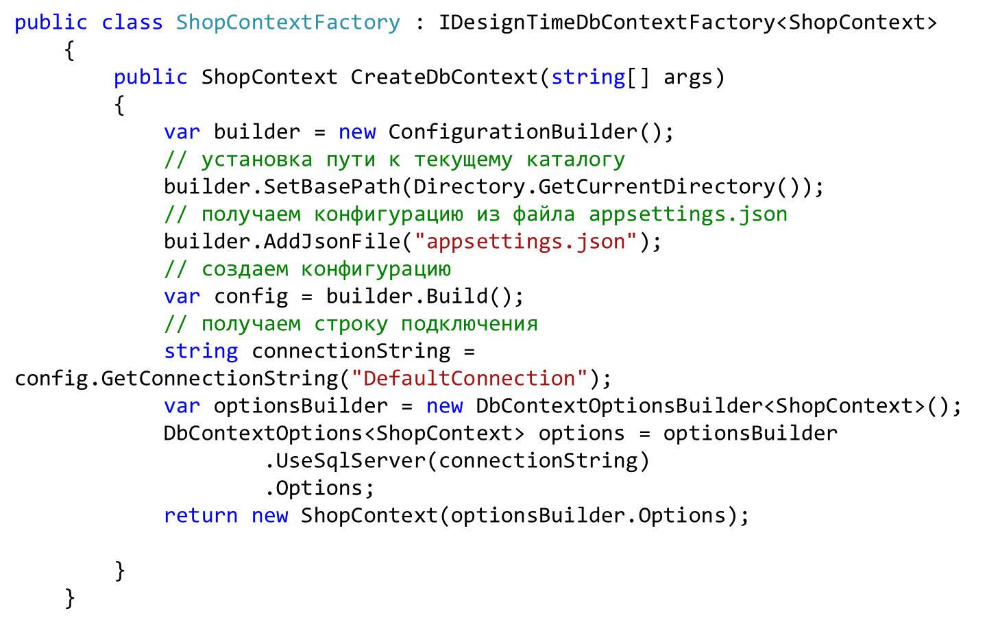 public class ShopContextFactory : IDesignTimeDbContextFactory<ShopContext>
{
public ShopContext CreateDbContext(string[] args)
{
var builder = new ConfigurationBuilder();
// установка пути к текущему каталогу
builder.SetBasePath(Directory.GetCurrentDirectory());
// получаем конфигурацию из файла appsettings.json
builder.AddJsonFile("appsettings.json");
// создаем конфигурацию
var config = builder.Build();
// получаем строку подключения
string connectionString =
config.GetConnectionString("DefaultConnection");
var optionsBuilder = new DbContextOptionsBuilder<ShopContext>();
DbContextOptions<ShopContext> options = optionsBuilder
.UseSqlServer(connectionString)
.Options;
return new ShopContext(optionsBuilder.Options);
}
}